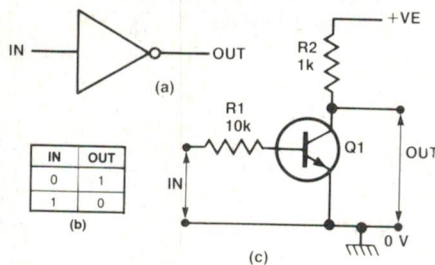 IN
OUT
(a)
IN OUT
0 1
1 0
(b)
+VE
R2
1k
R1
10k
Q1
IN
OUT
0 V
(c)